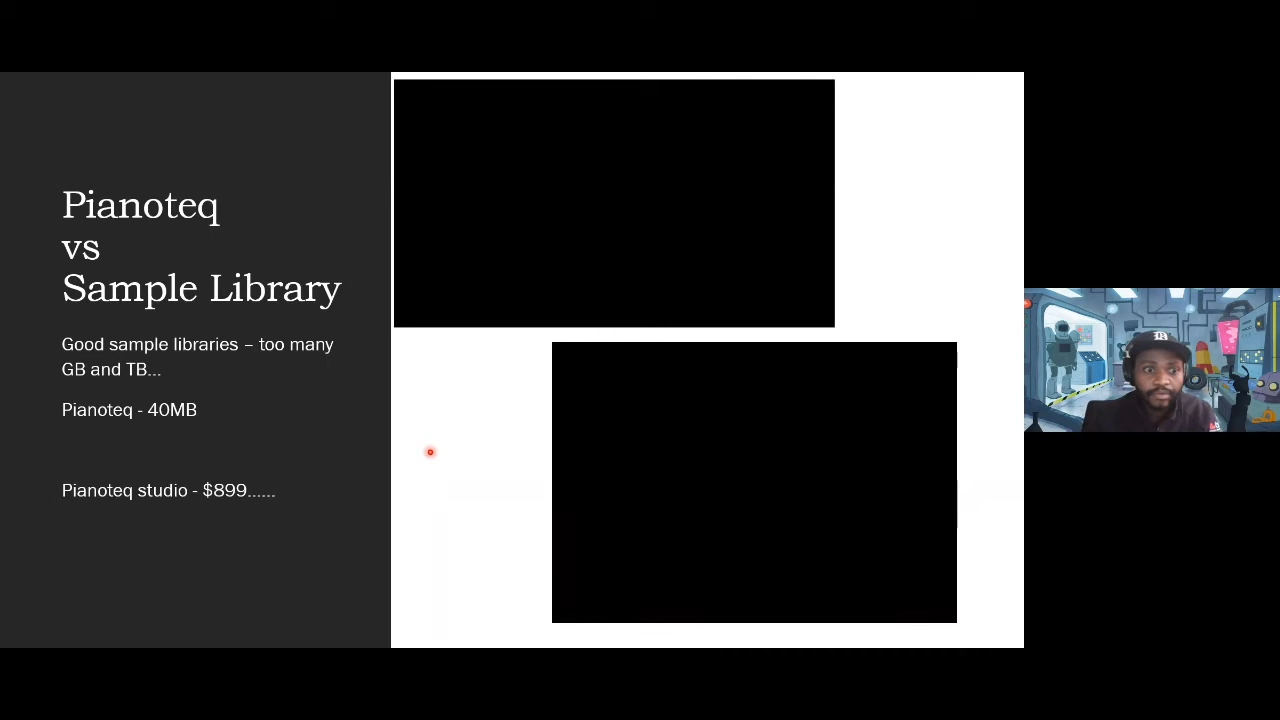 Pianoteq
vs
Sample Library
Good sample libraries – too many
GB and TB...
Pianoteq - 40MB
Pianoteq studio - $899......